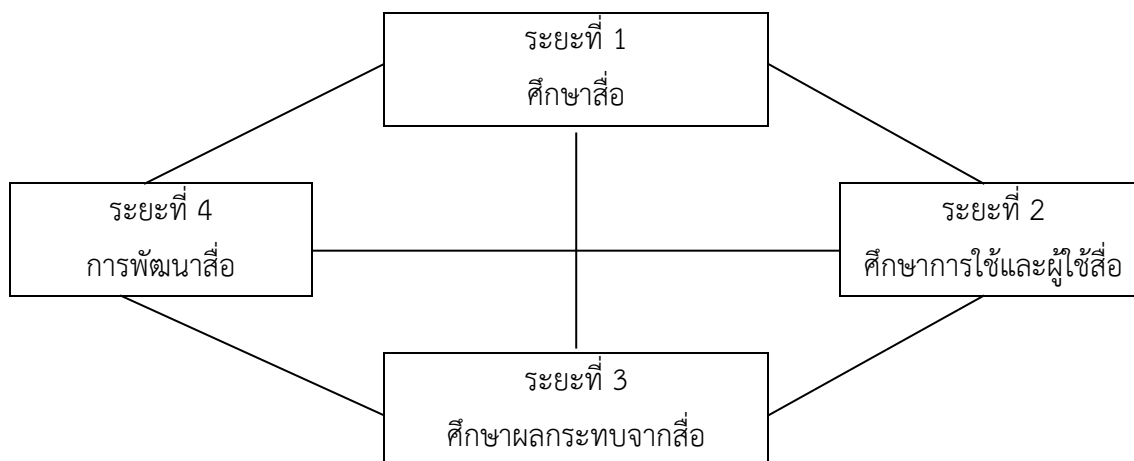 ระยะที่ 1
ศึกษาสื่อ
ระยะที่ 4
การพัฒนาสื่อ
ระยะที่ 2
ศึกษาการใช้และผู้ใช้สื่อ
ระยะที่ 3
ศึกษาผลกระทบจากสื่อ